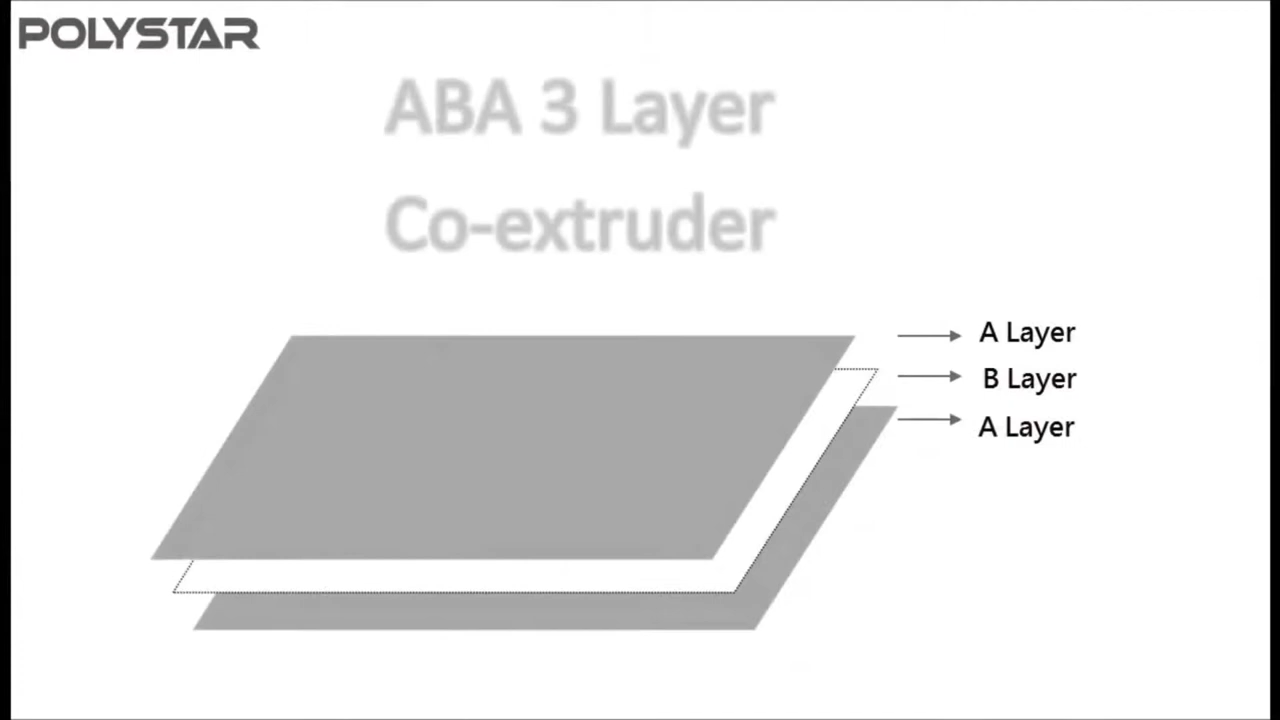 POLYSTAR
ABA 3 Layer
Co-extruder
A Layer
B Layer
A Layer